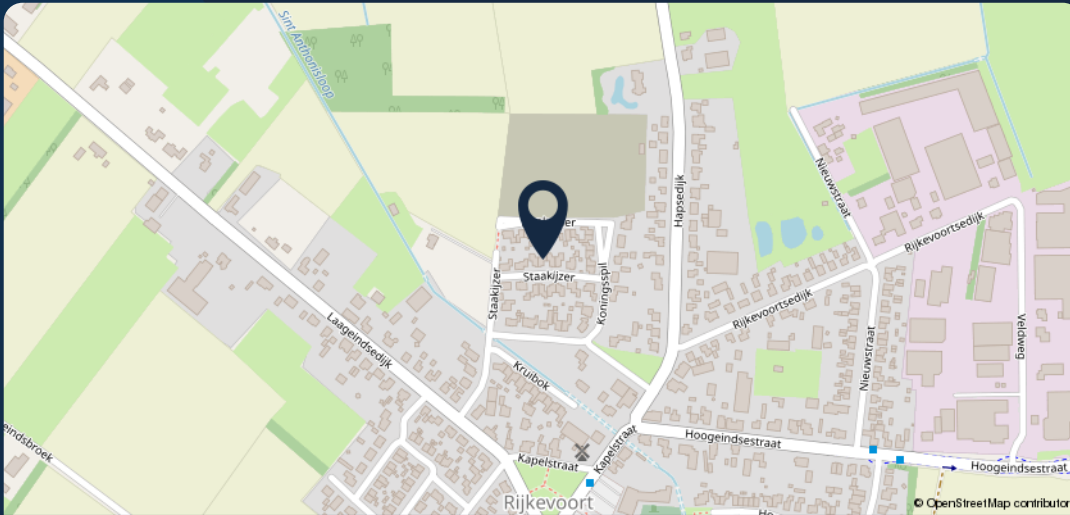 Sint Anthonisloop
Hapsedijk
Nieuwstraat
Rijkevoortsedijk
Staakijzer
Staakijzer
Koningsspil
Rijkevoortsedijk
Laageindsedijk
Nieuwstraat
Veldweg
Kruibok
eindsbroek
Kapelstraat
Kapelstraat
Hoogeindsestraat
Hoogeindsestraat
Rijkevoort
© OpenStreetMap contributor